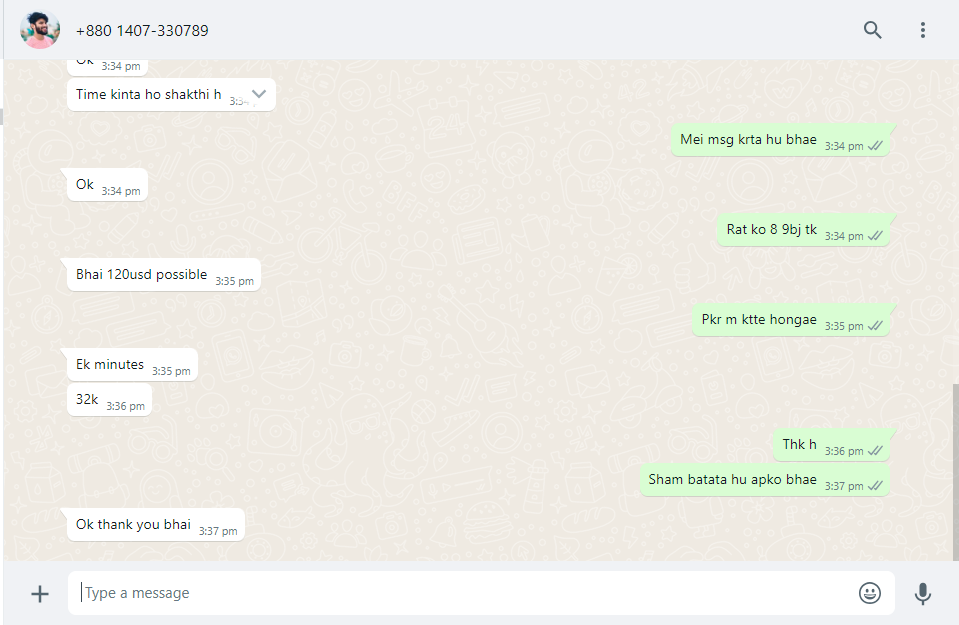 +880 1407-330789
Ok 3:34 pm
Time kinta ho shakthi h
Mei msg krta hu bhae 3:34 pm
Ok 3:34 pm
Rat ko 8 9bj tk 3:34 pm
Bhai 120usd possible 3:35 pm
Pkr m ktte hongae 3:35 pm
Ek minutes 3:35 pm
32k 3:36 pm
Thk h 3:36 pm
Sham batata hu apko bhae 3:37 pm
Ok thank you bhai 3:37 pm
Type a message